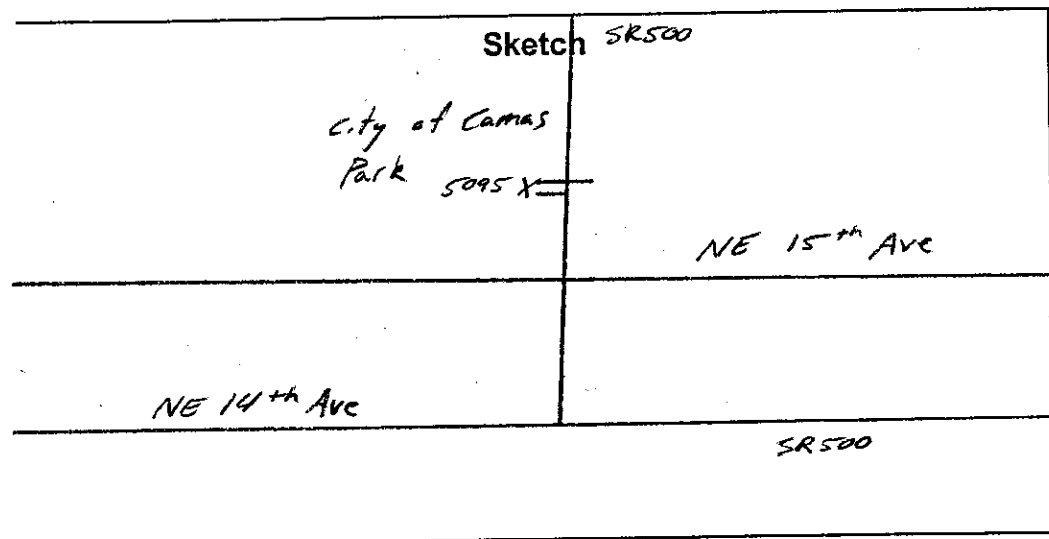 Sketch
SR500
City of Camas
Park
5095 X
NE 15th Ave
NE 14th Ave
SR500